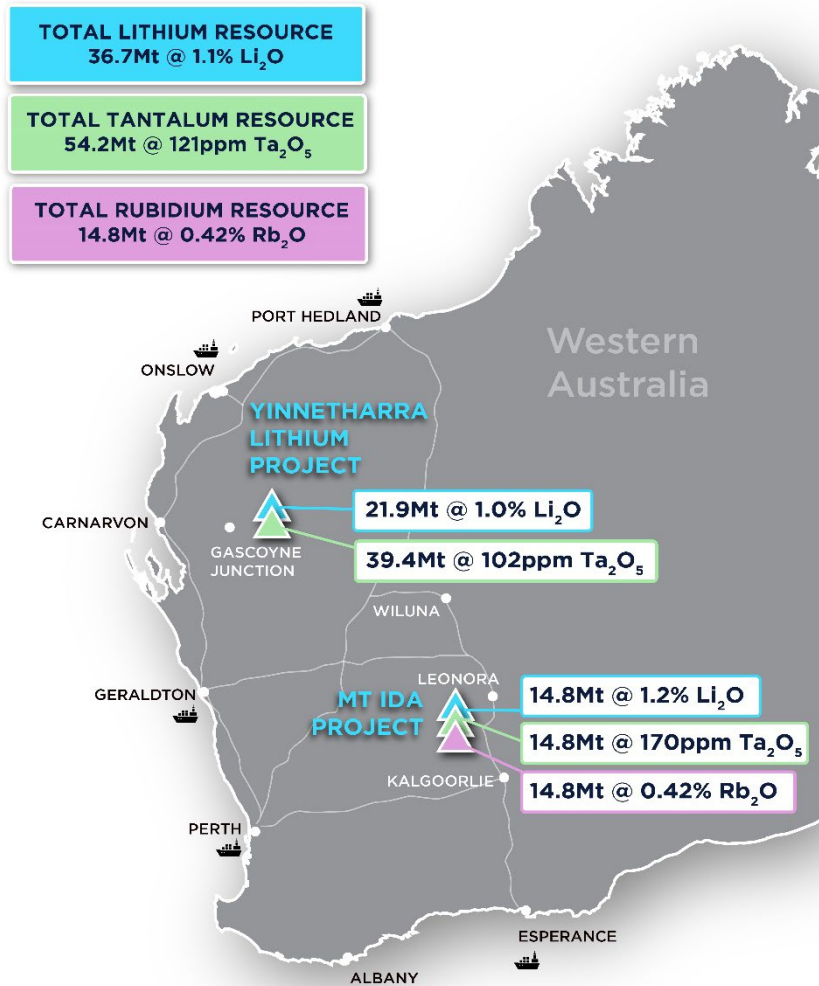 TOTAL LITHIUM RESOURCE
36.7Mt @ 1.1% Li₂O
TOTAL TANTALUM RESOURCE
54.2Mt @ 121ppm Ta₂O₅
TOTAL RUBIDIUM RESOURCE
14.8Mt @ 0.42% Rb₂O
PORT HEDLAND
ONSLOW
Western
Australia
YINNETHARRA
LITHIUM
PROJECT
21.9Mt @ 1.0% Li₂O
39.4Mt @ 102ppm Ta₂O₅
CARNARVON
GASCOYNE
JUNCTION
WILUNA
LEONORA
GERALDTON
MT IDA
PROJECT
14.8Mt @ 1.2% Li₂O
14.8Mt @ 170ppm Ta₂O₅
14.8Mt @ 0.42% Rb₂O
KALGOORLIE
PERTH
ESPERANCE
ALBANY